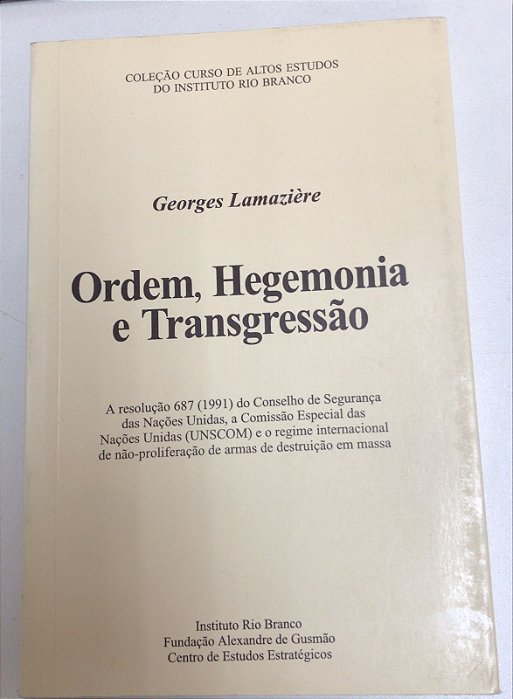 COLEÇÃO CURSO DE ALTOS ESTUDOS
DO INSTITUTO RIO BRANCO
Georges Lamazière
Ordem, Hegemonia
e Transgressão
A resolução 687 (1991) do Conselho de Segurança
das Nações Unidas, a Comissão Especial das
Nações Unidas (UNSCOM) e o regime internacional
de não-proliferação de armas de destruição em massa
Instituto Rio Branco
Fundação Alexandre de Gusmão
Centro de Estudos Estratégicos